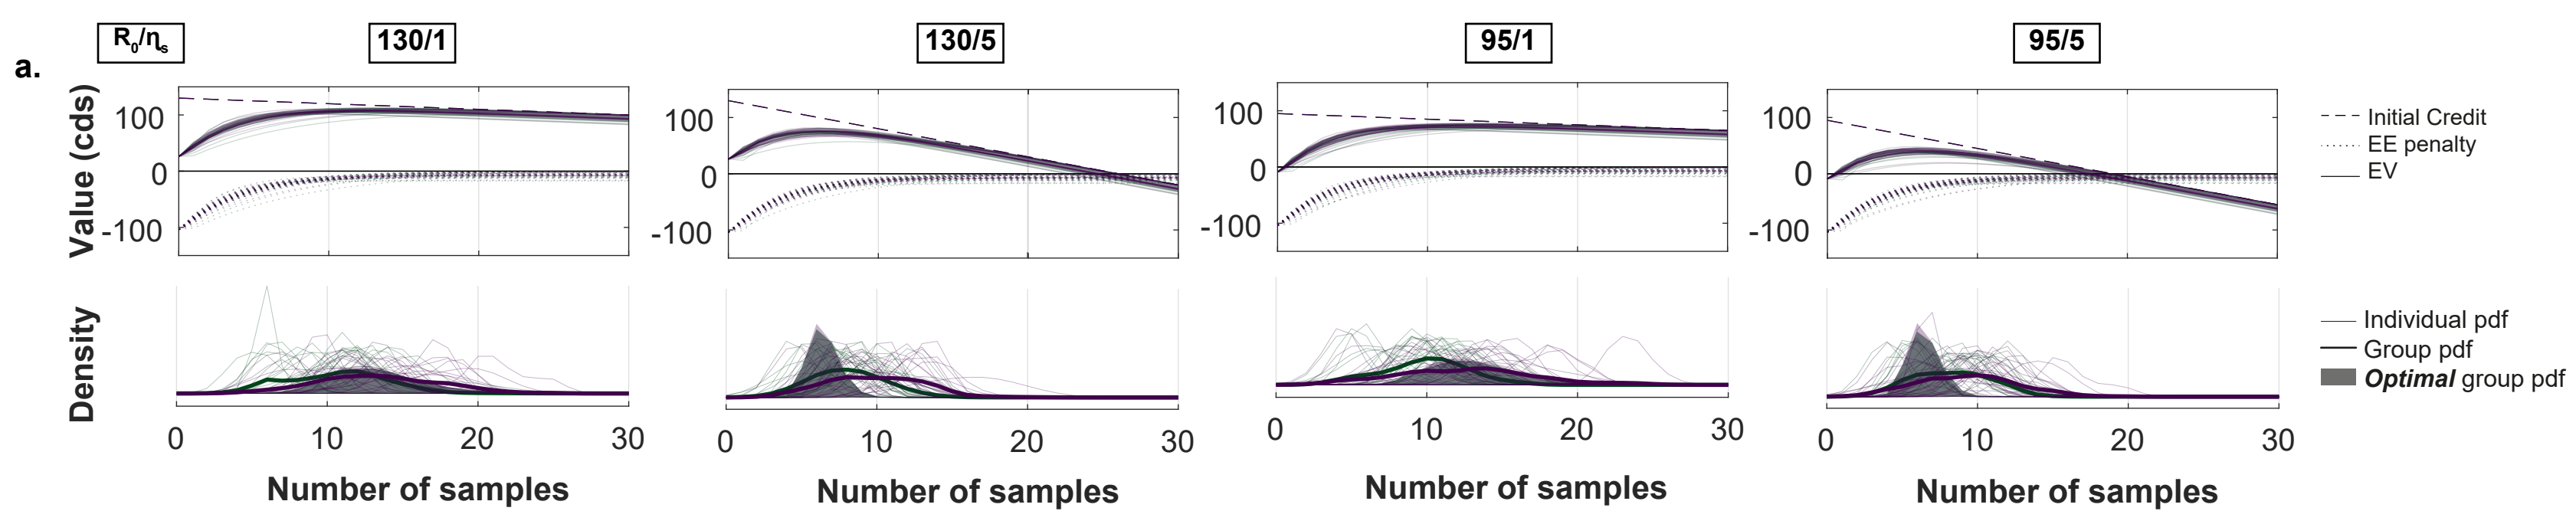 a.
R₀/ηₛ
130/1
130/5
95/1
95/5
Value (cds)
100
0
-100
100
0
-100
100
0
-100
100
0
-100
Initial Credit
EE penalty
EV
Density
0 10 20 30
0 10 20 30
0 10 20 30
0 10 20 30
Individual pdf
Group pdf
Optimal group pdf
Number of samples
Number of samples
Number of samples
Number of samples